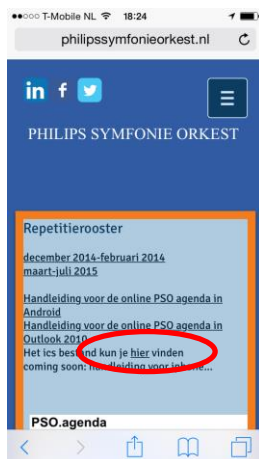 T-Mobile NL 18:24
philipssymfonieorkest.nl
in f
PHILIPS SYMFONIE ORKEST
Repetitierooster
december 2014-februari 2014
maart-juli 2015
Handleiding voor de online PSO agenda in
Android
Handleiding voor de online PSO agenda in
Outlook 2010
Het ics bestand kun je hier vinden
coming soon: handleiding voor iphone...
PSO.agenda